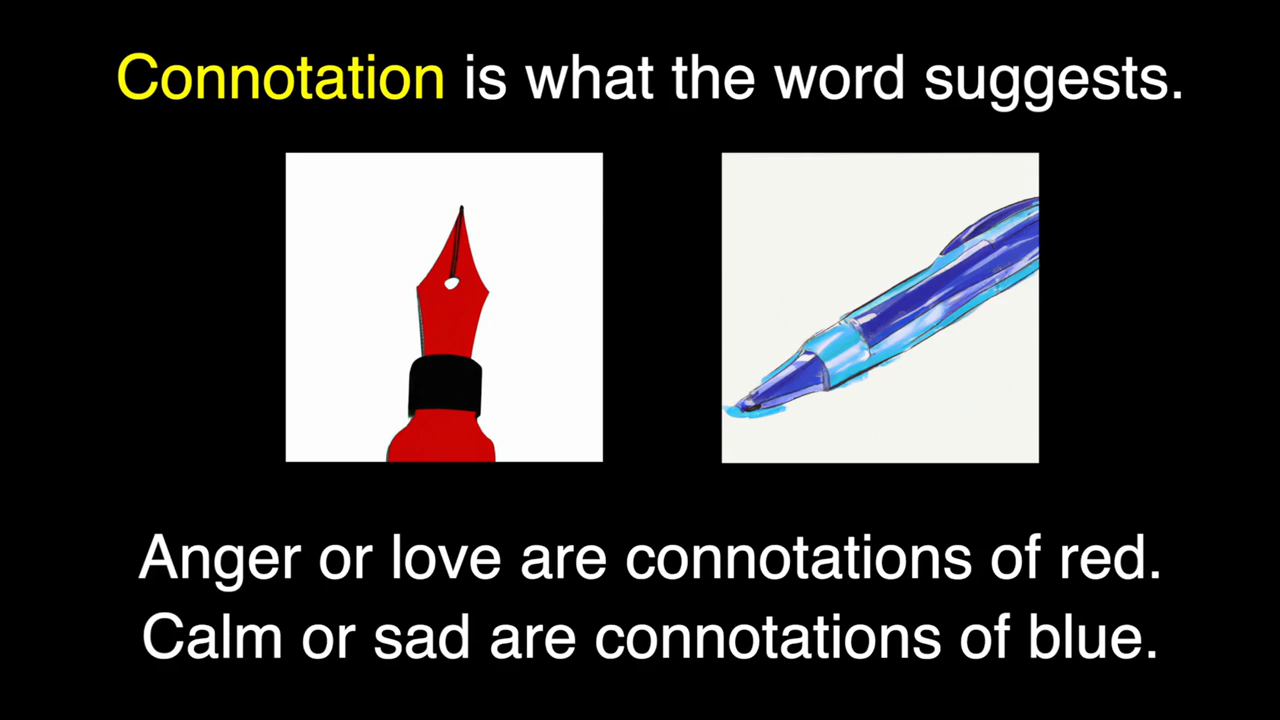 Connotation is what the word suggests.
Anger or love are connotations of red.
Calm or sad are connotations of blue.